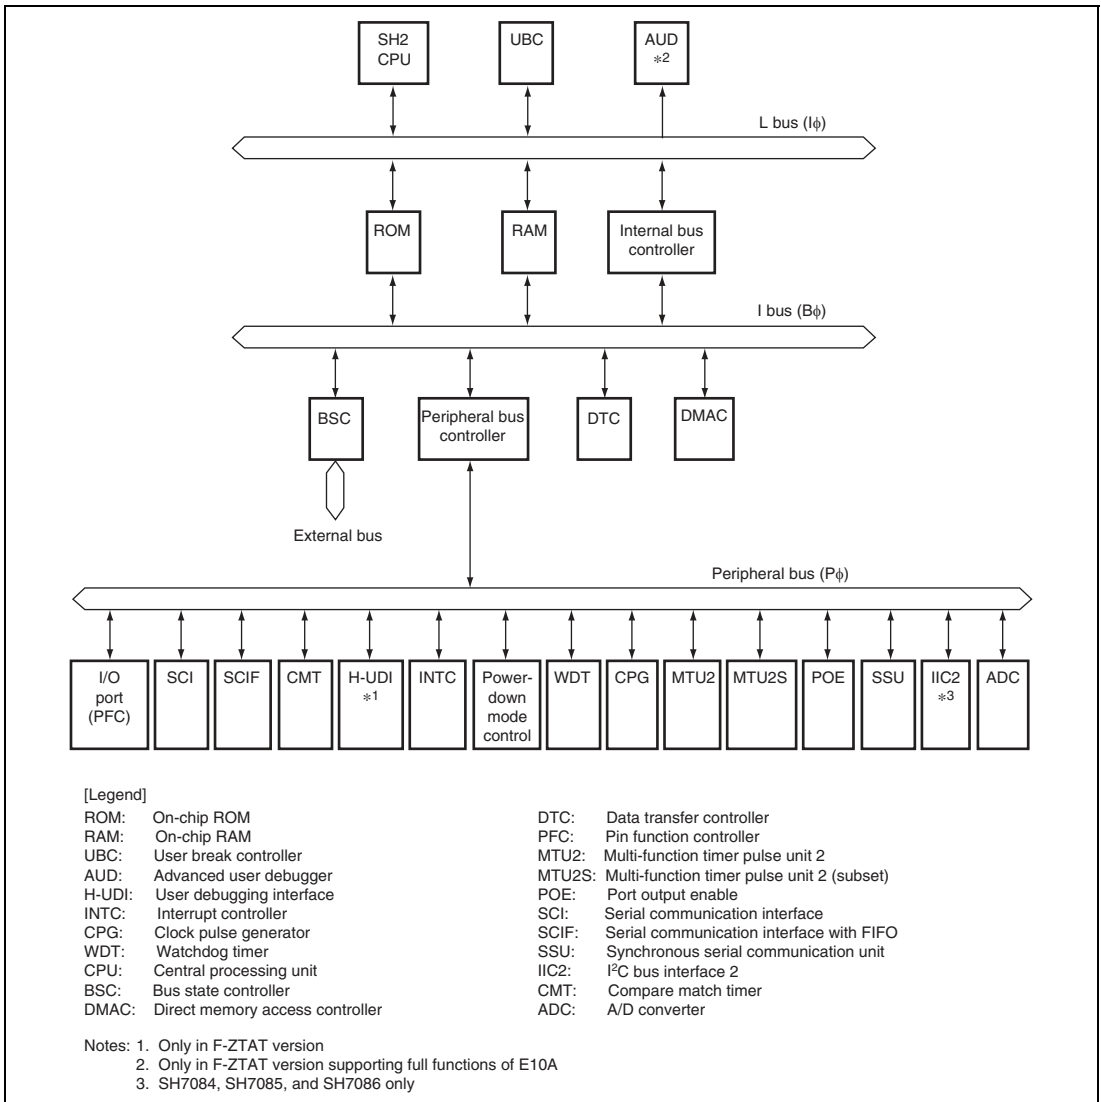 SH2
CPU
UBC
AUD
*2
L bus (Iϕ)
ROM
RAM
Internal bus
controller
I bus (Bϕ)
BSC
Peripheral bus
controller
DTC
DMAC
External bus
Peripheral bus (Pϕ)
I/O
port
(PFC)
SCI
SCIF
CMT
H-UDI
*1
INTC
Power-
down
mode
control
WDT
CPG
MTU2
MTU2S
POE
SSU
IIC2
*3
ADC
[Legend]
ROM: On-chip ROM
RAM: On-chip RAM
UBC: User break controller
AUD: Advanced user debugger
H-UDI: User debugging interface
INTC: Interrupt controller
CPG: Clock pulse generator
WDT: Watchdog timer
CPU: Central processing unit
BSC: Bus state controller
DMAC: Direct memory access controller
DTC: Data transfer controller
PFC: Pin function controller
MTU2: Multi-function timer pulse unit 2
MTU2S: Multi-function timer pulse unit 2 (subset)
POE: Port output enable
SCI: Serial communication interface
SCIF: Serial communication interface with FIFO
SSU: Synchronous serial communication unit
IIC2: I²C bus interface 2
CMT: Compare match timer
ADC: A/D converter
Notes: 1. Only in F-ZTAT version
2. Only in F-ZTAT version supporting full functions of E10A
3. SH7084, SH7085, and SH7086 only